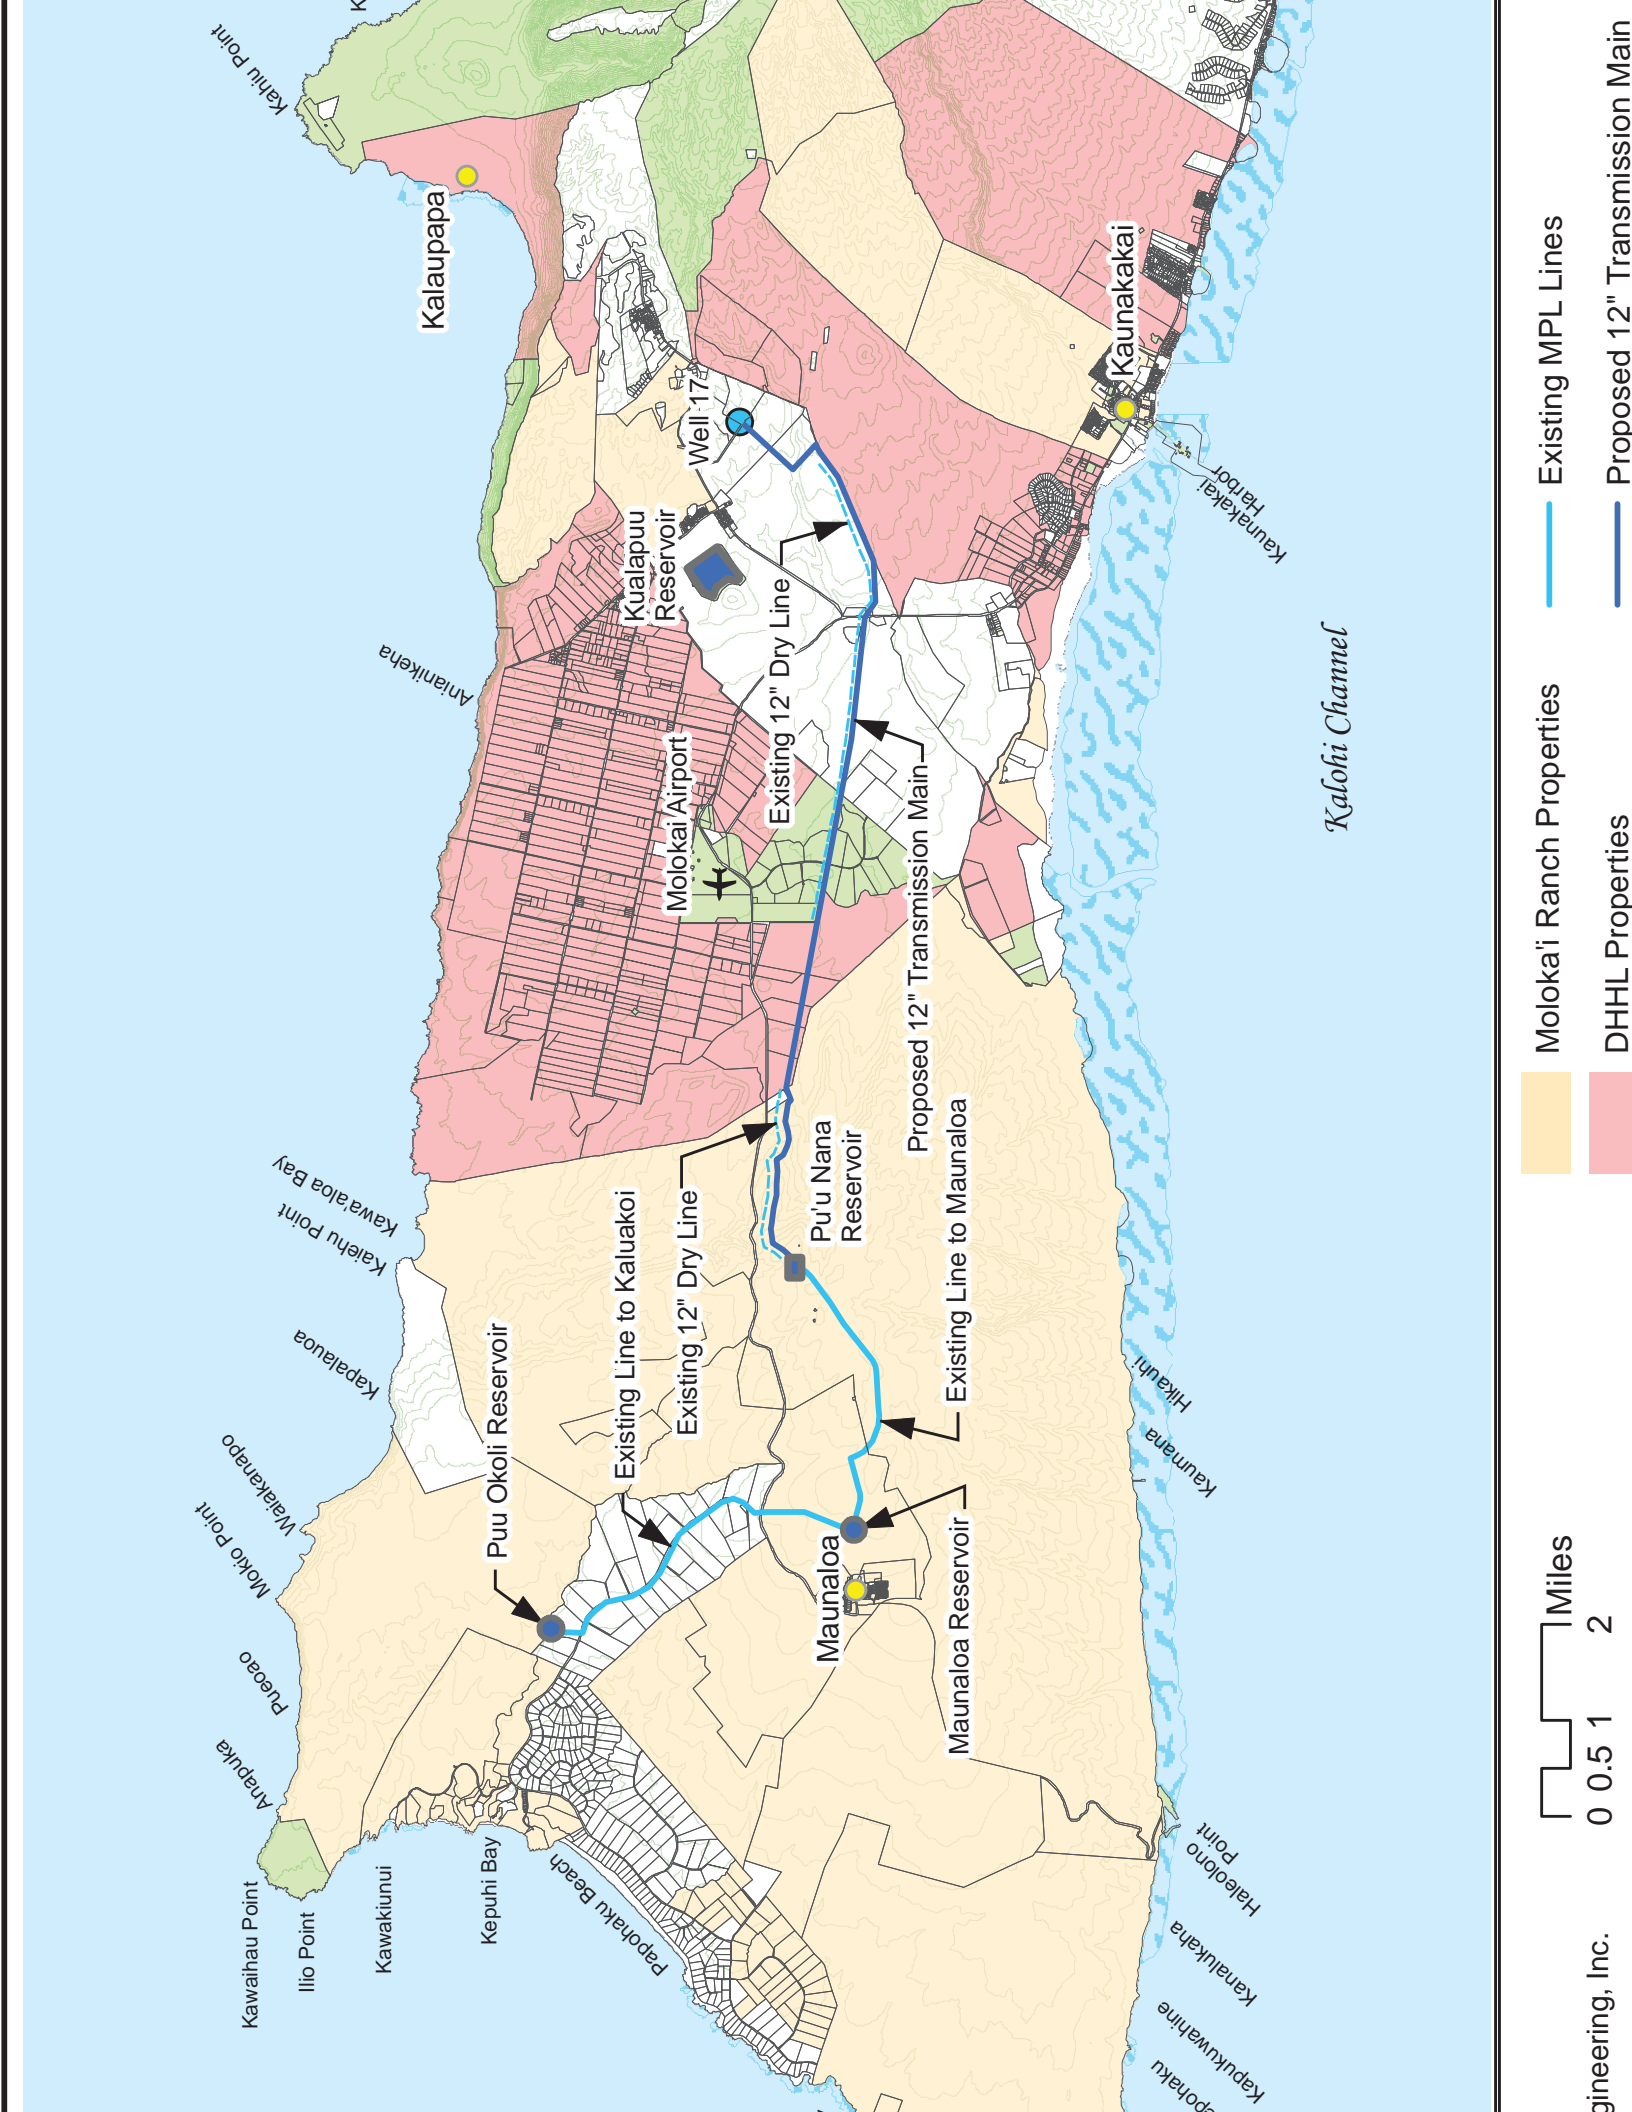 Kahiu Point
Kalaupapa
Well 17
Kaunakakai
Kaunakakai
Harbor
Kualapuu
Reservoir
Anianikeha
Existing 12" Dry Line
Molokai Airport
Proposed 12" Transmission Main
Kalohi Channel
Kawa'aloa Bay
Kaiehu Point
Kapalauoa
Waiakanapo
Mokio Point
Pueoao
Anapuka
Puu Okoli Reservoir
Existing Line to Kaluakoi
Existing 12" Dry Line
Pu'u Nana
Reservoir
Existing Line to Maunaloa
Maunaloa
Maunaloa Reservoir
Hikauhi
Kaumana
Kawaihau Point
Ilio Point
Kawakiunui
Kepuhi Bay
Papohaku Beach
Haleolono
Point
Kanalukaha
Kapukuwahine
epohaku
Existing MPL Lines
Proposed 12" Transmission Main
Moloka'i Ranch Properties
DHHL Properties
Miles
0 0.5 1 2
gineering, Inc.